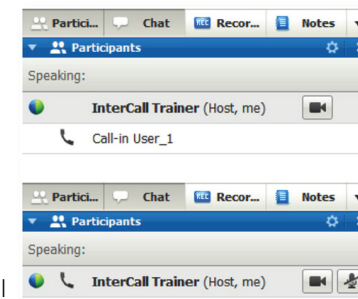 Partici... Chat REC Recor... Notes
Participants
Speaking:
InterCall Trainer (Host, me)
Call-in User_1
Partici... Chat REC Recor... Notes
Participants
Speaking:
InterCall Trainer (Host, me)